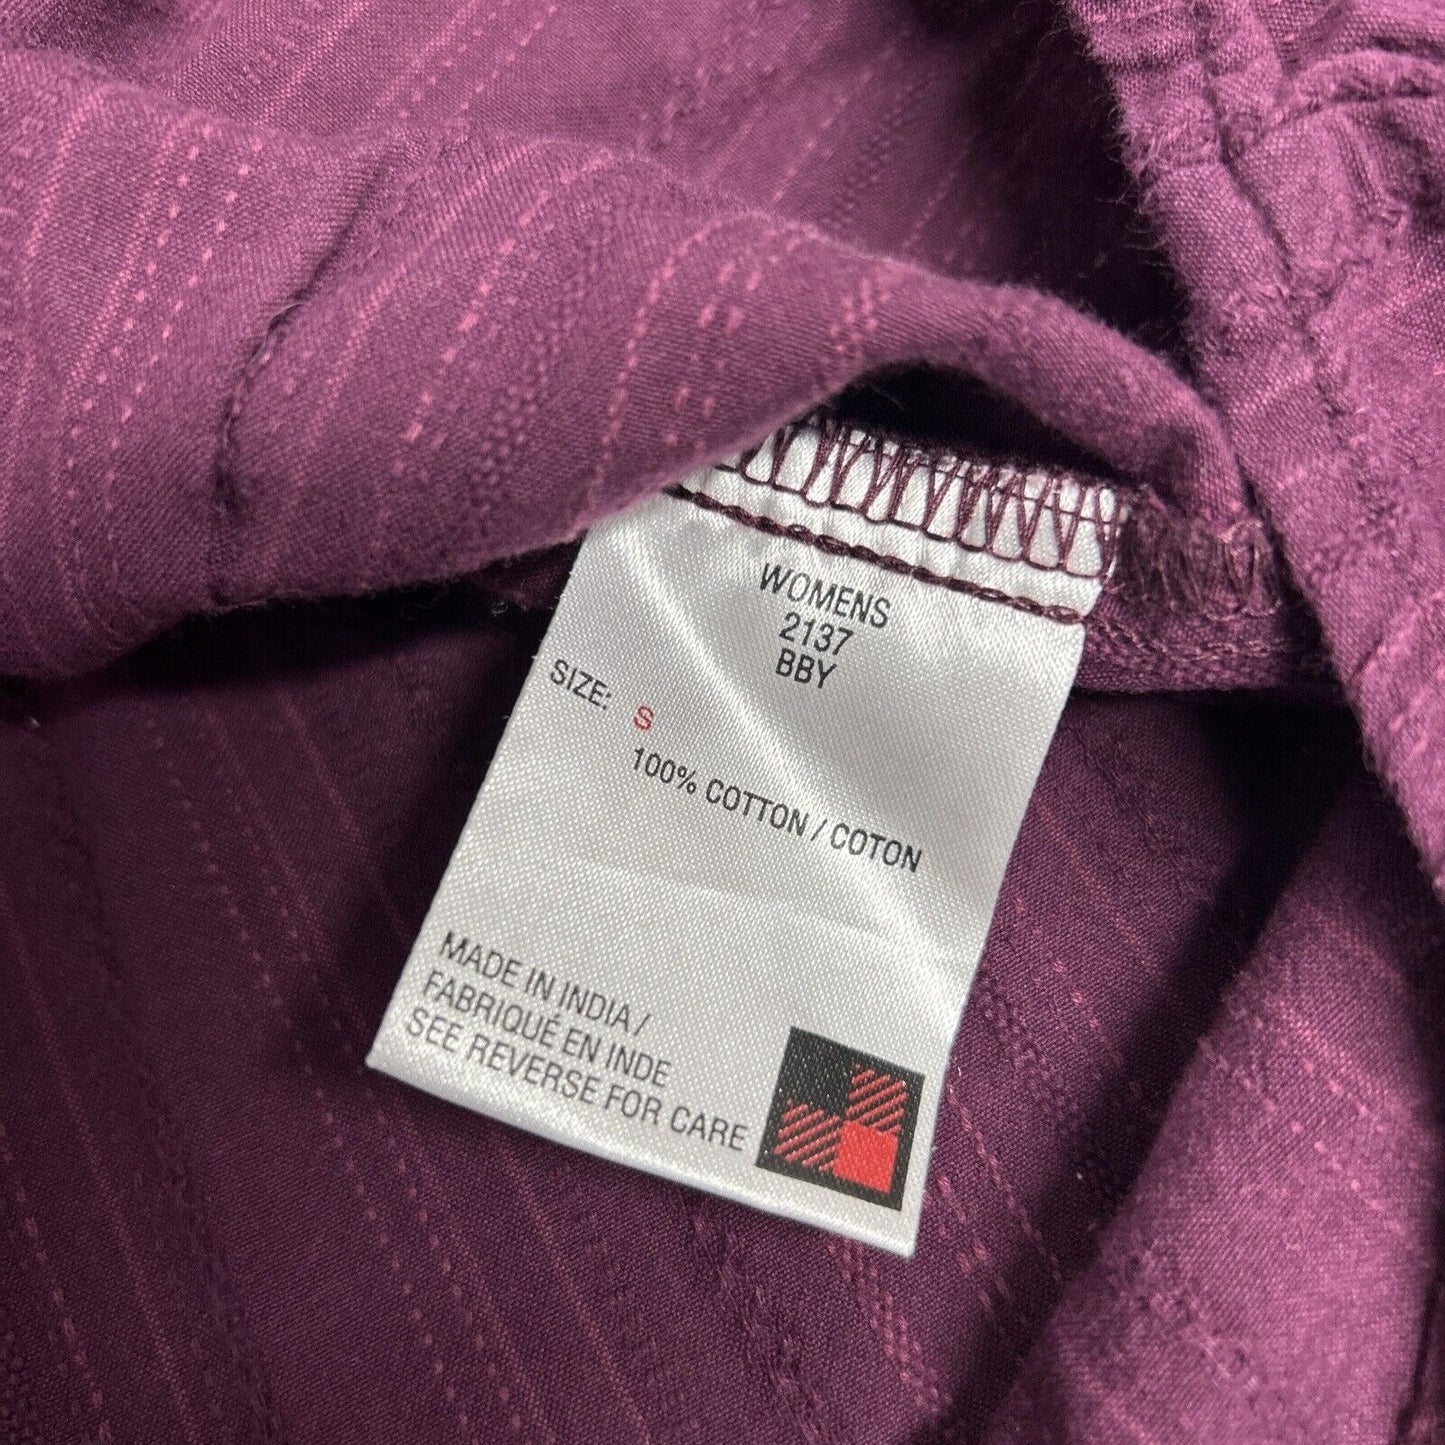 WOMENS
2137
BBY
SIZE: S
100% COTTON / COTON
MADE IN INDIA /
FABRIQUÉ EN INDE
SEE REVERSE FOR CARE